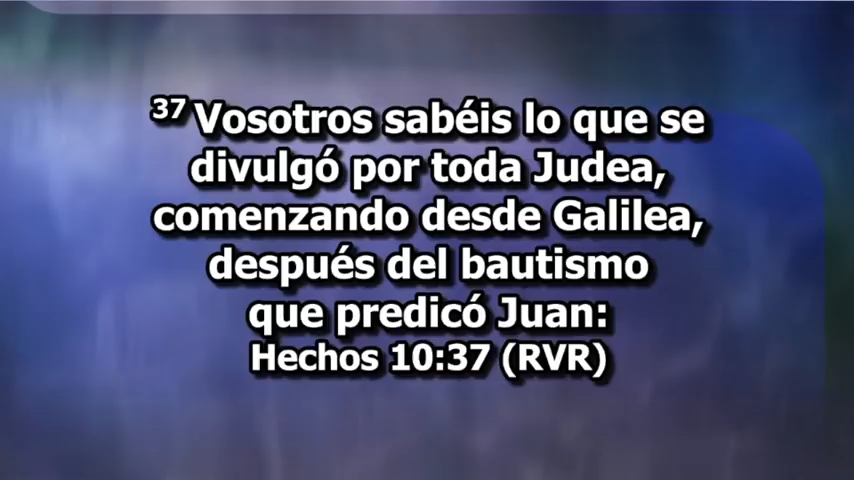 37 Vosotros sabéis lo que se
divulgó por toda Judea,
comenzando desde Galilea,
después del bautismo
que predicó Juan:
Hechos 10:37 (RVR)